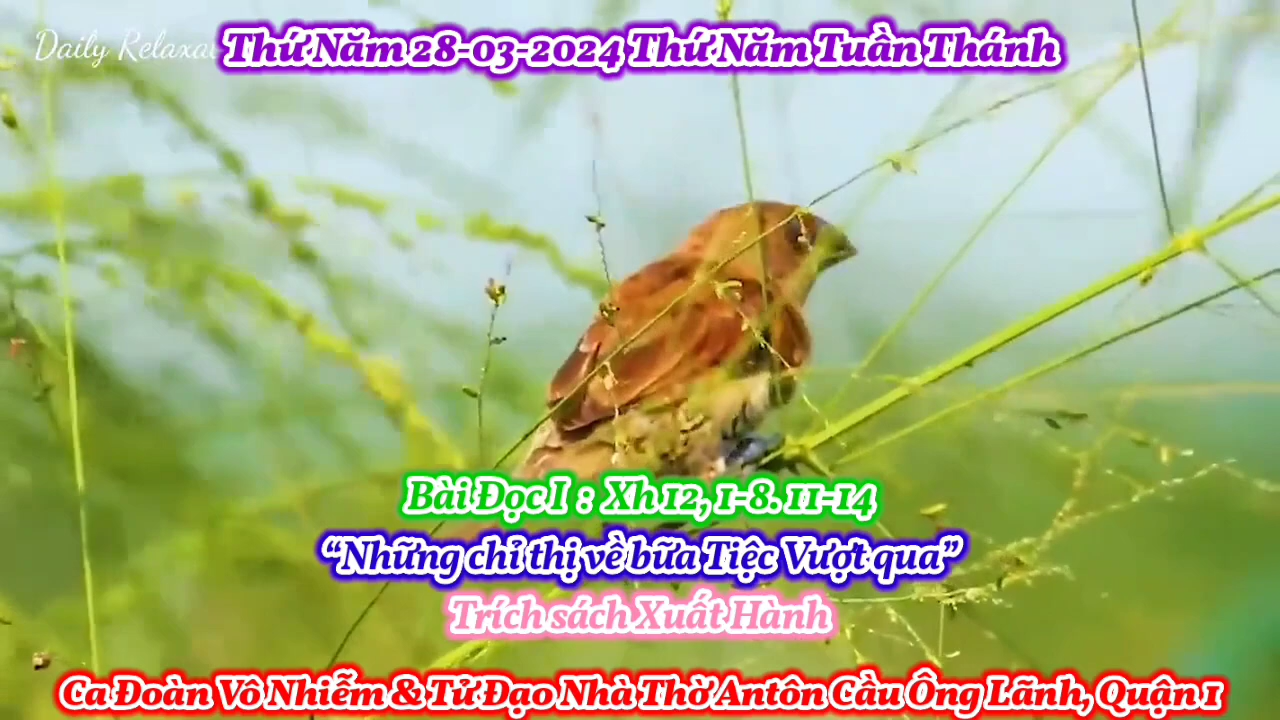 Daily
Thứ Năm 28-03-2024 Thứ Năm Tuần Thánh
Bài Đọc I : Xh 12, 1-8. 11-14
“Những chỉ thị về bữa Tiệc Vượt qua”
Trích sách Xuất Hành
Ca Đoàn Vô Nhiễm & Tử Đạo Nhà Thờ Antôn Cầu Ông Lãnh, Quận 1